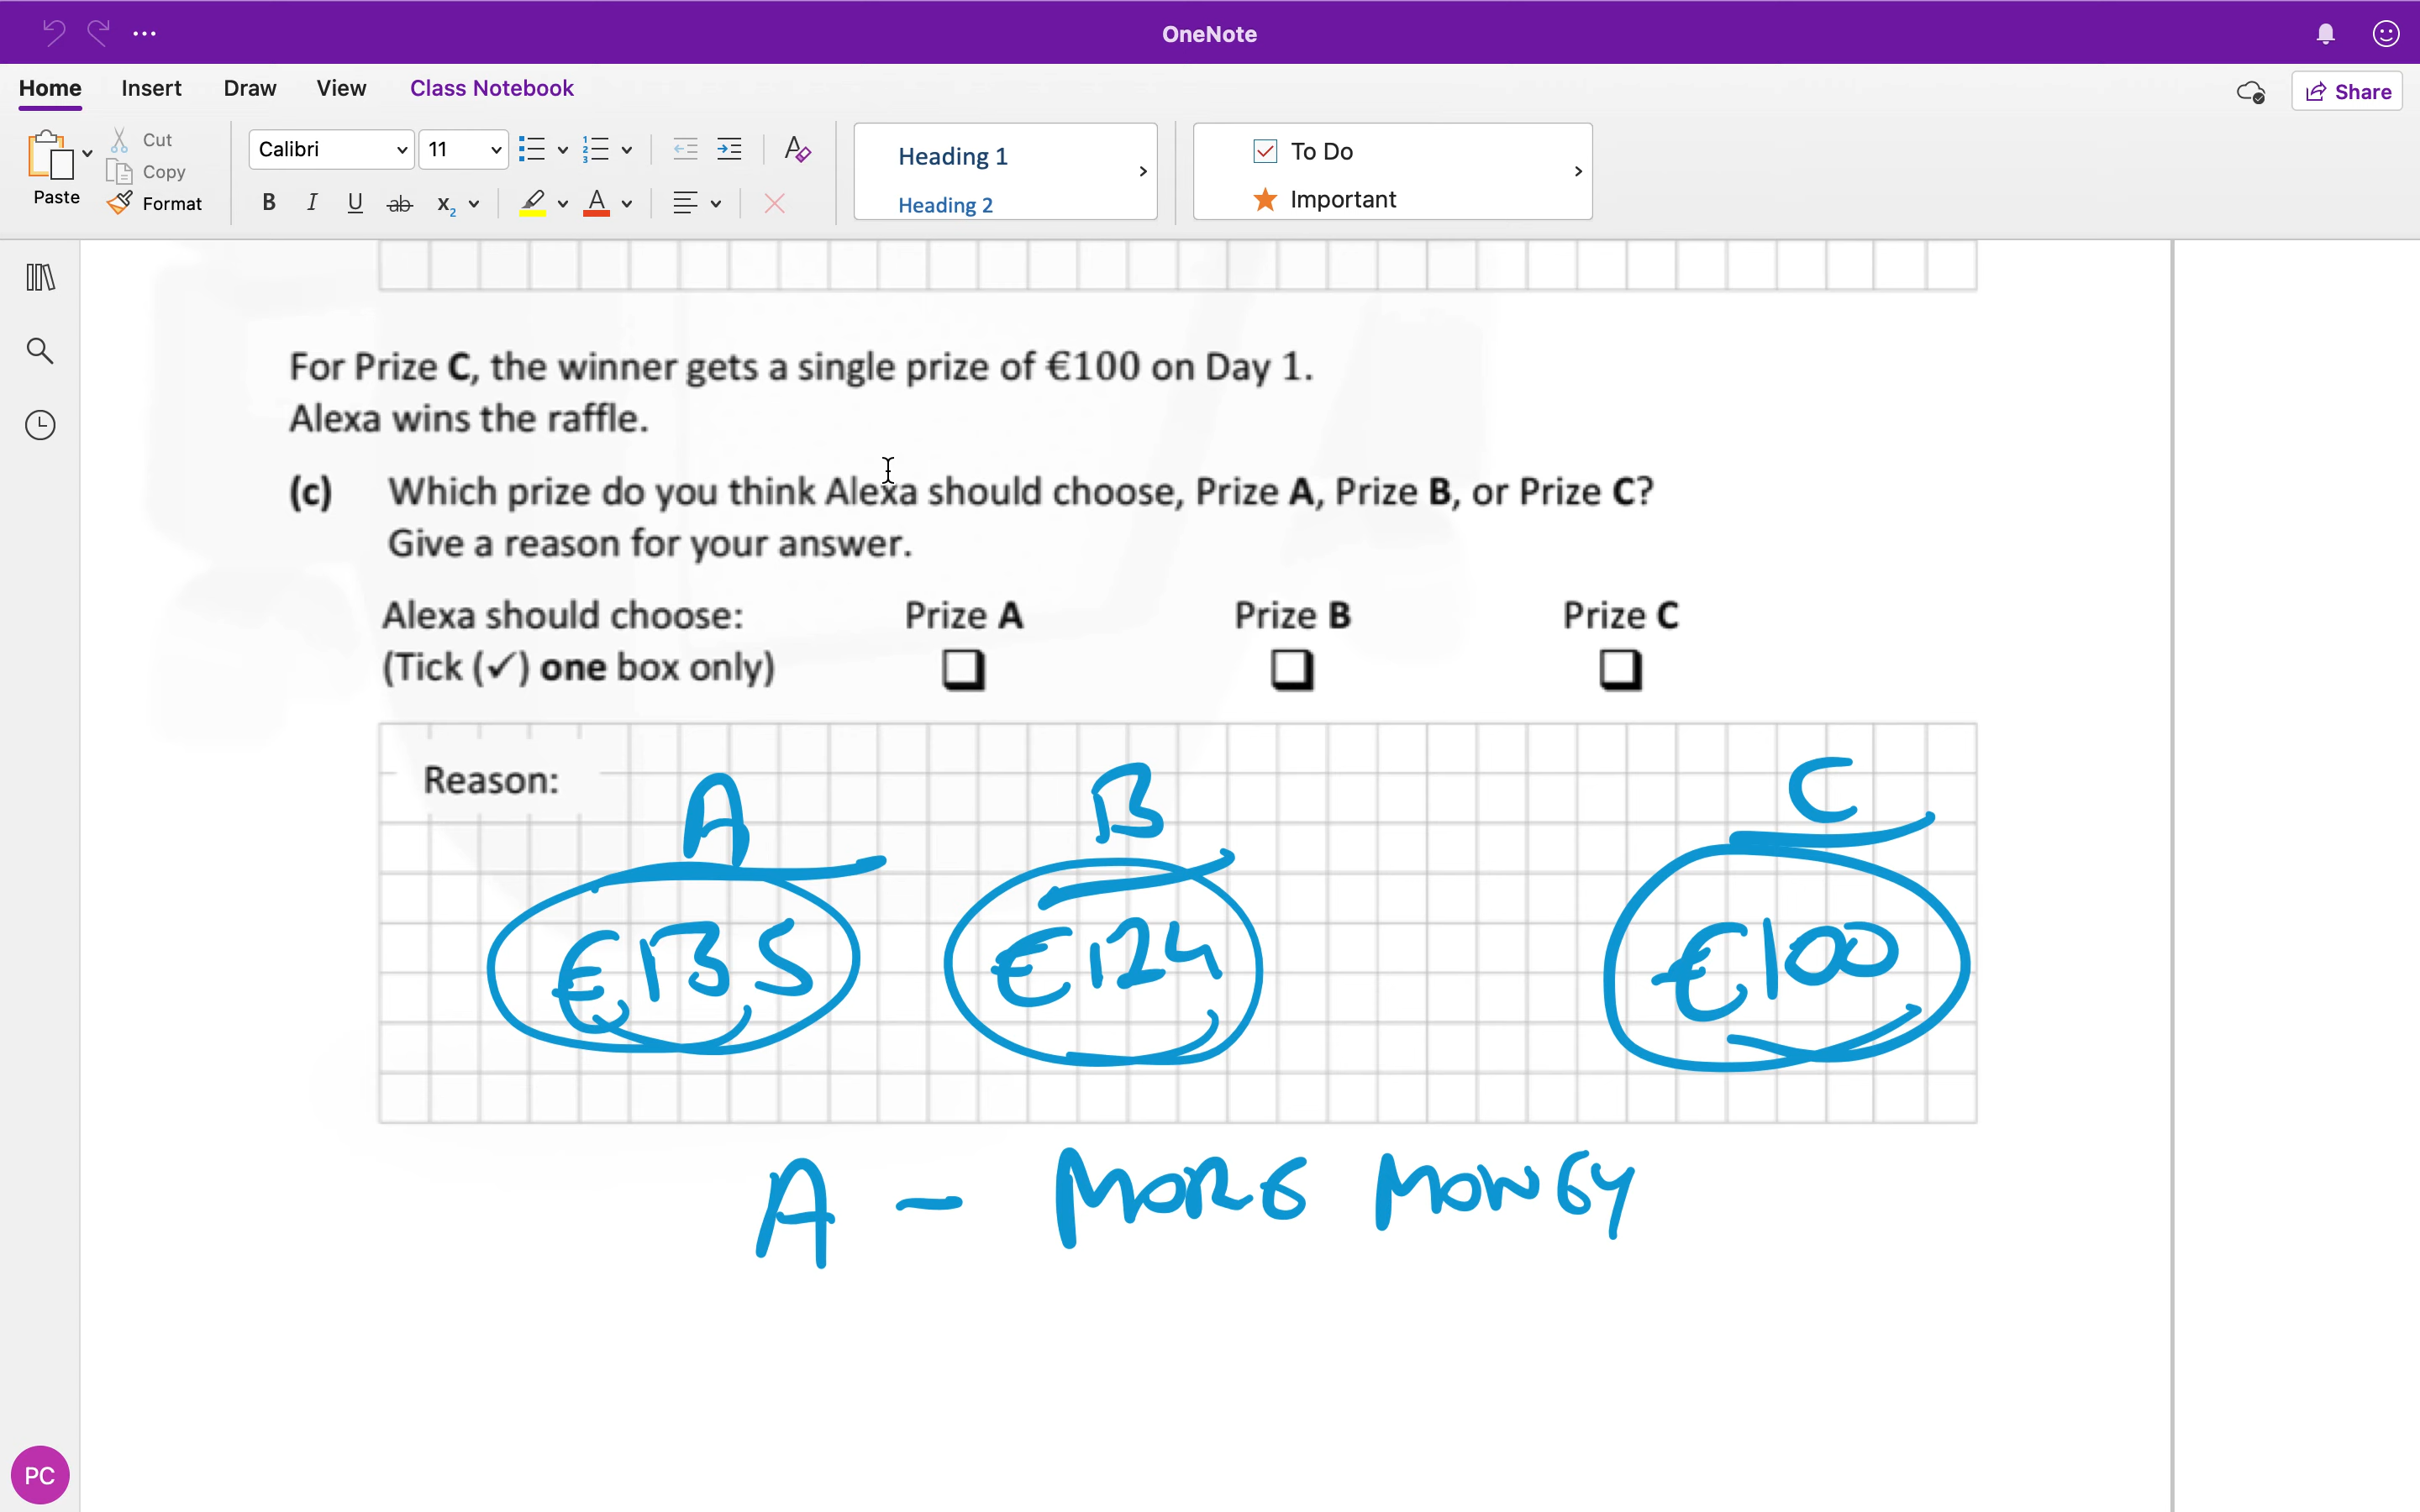 OneNote
Home Insert Draw View Class Notebook Share
Paste Cut Copy Format Calibri 11 Heading 1 Heading 2 To Do Important
B I U ab x₂ A
For Prize C, the winner gets a single prize of €100 on Day 1.
Alexa wins the raffle.
(c) Which prize do you think Alexa should choose, Prize A, Prize B, or Prize C?
Give a reason for your answer.
Alexa should choose: Prize A Prize B Prize C
(Tick (✓) one box only)
Reason:
A B C
€135 €124 €100
A - MORE MONEY
PC